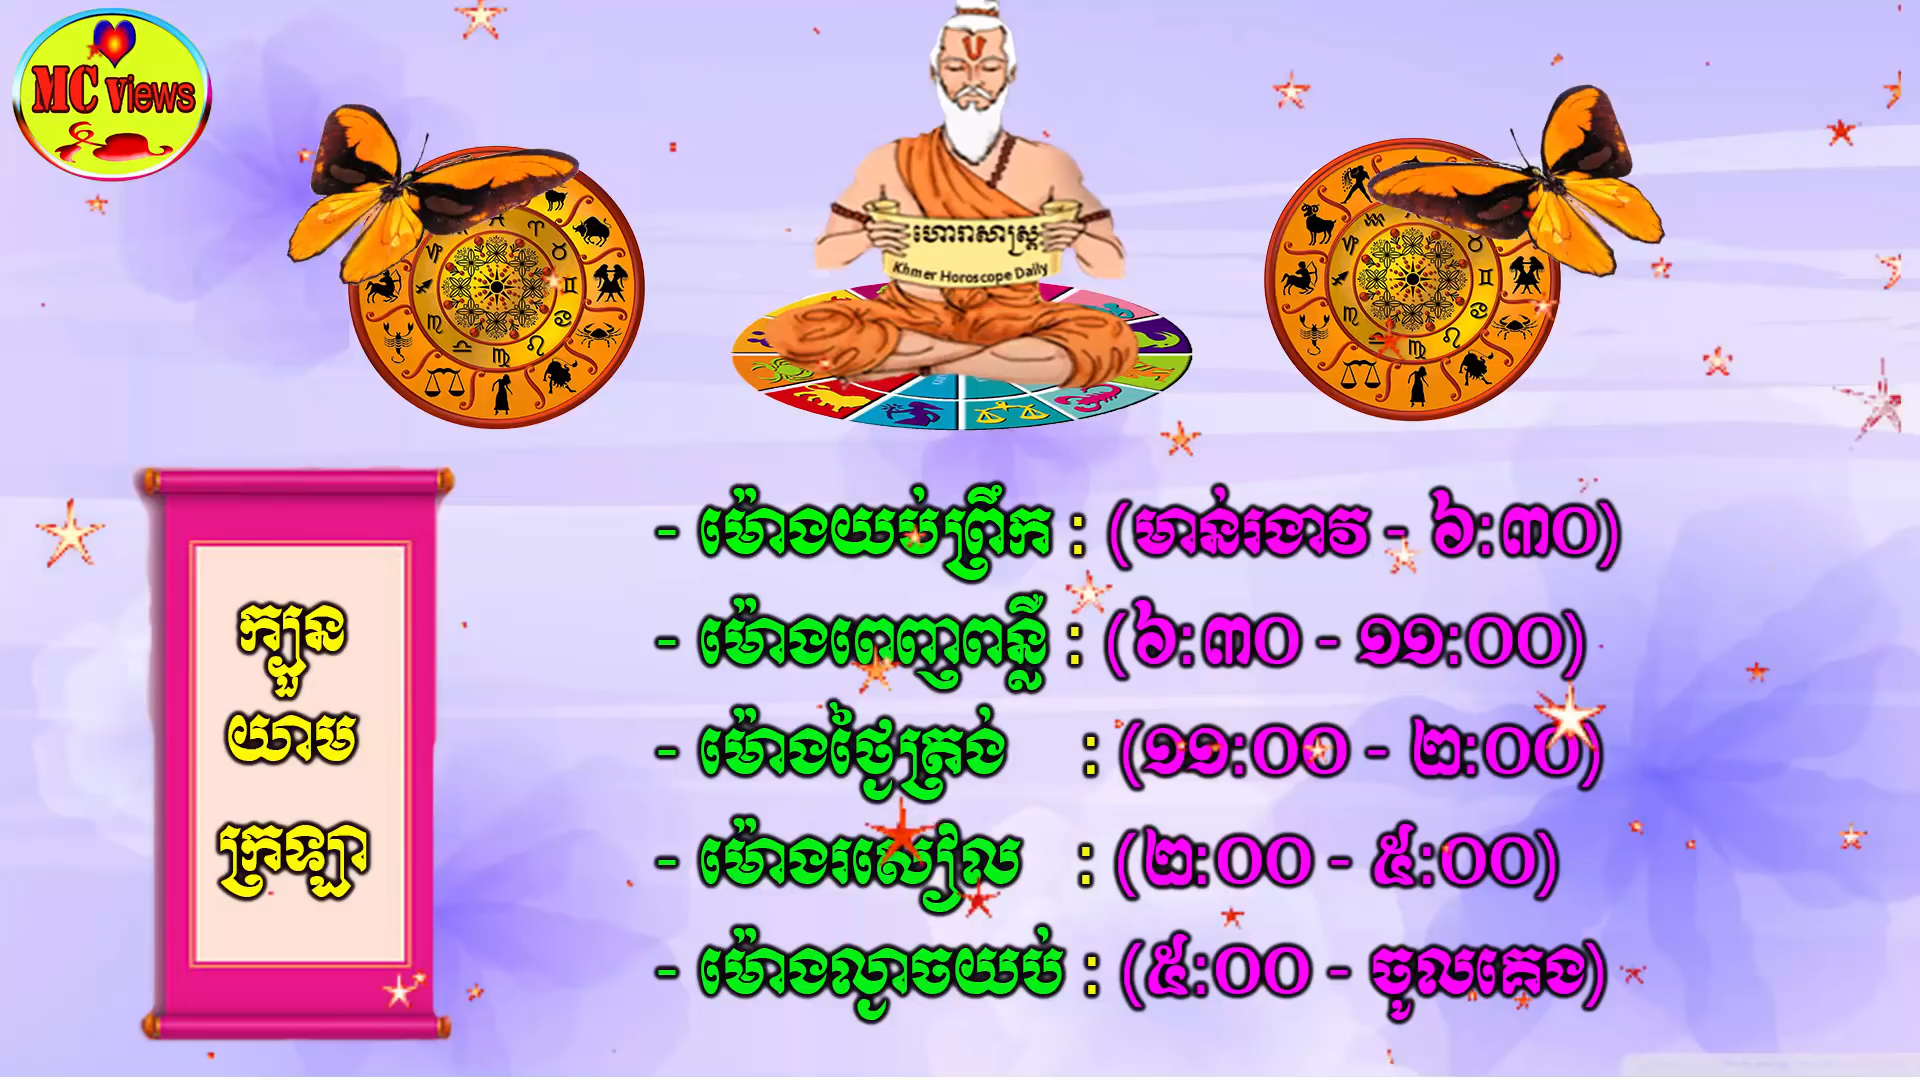 MC Views
ហោរាសាស្ត្រ
Khmer Horoscope Daily
ក្បួន
យាម
ក្រឡា
- ម៉ោងយប់ព្រឹក : (មាន់រងាវ - ៦:៣០)
- ម៉ោងពេញពន្លឺ : (៦:៣០ - ១១:០០)
- ម៉ោងថ្ងៃត្រង់ : (១១:០០ - ២:០០)
- ម៉ោងរសៀល : (២:០០ - ៥:០០)
- ម៉ោងល្ងាចយប់ : (៥:០០ - ចូលគេង)